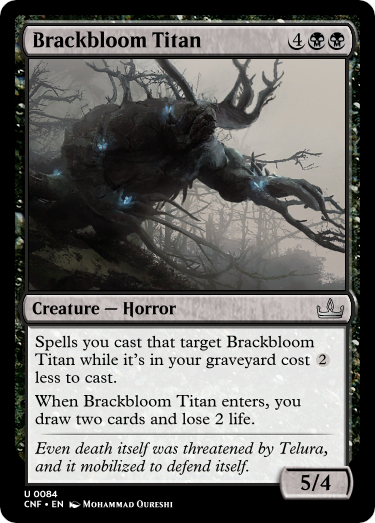 Brackbloom Titan 4
Creature — Horror
Spells you cast that target Brackbloom
Titan while it's in your graveyard cost 2
less to cast.
When Brackbloom Titan enters, you
draw two cards and lose 2 life.
Even death itself was threatened by Telura,
and it mobilized to defend itself.
5/4
U 0084
CNF • EN Mohammad Qureshi